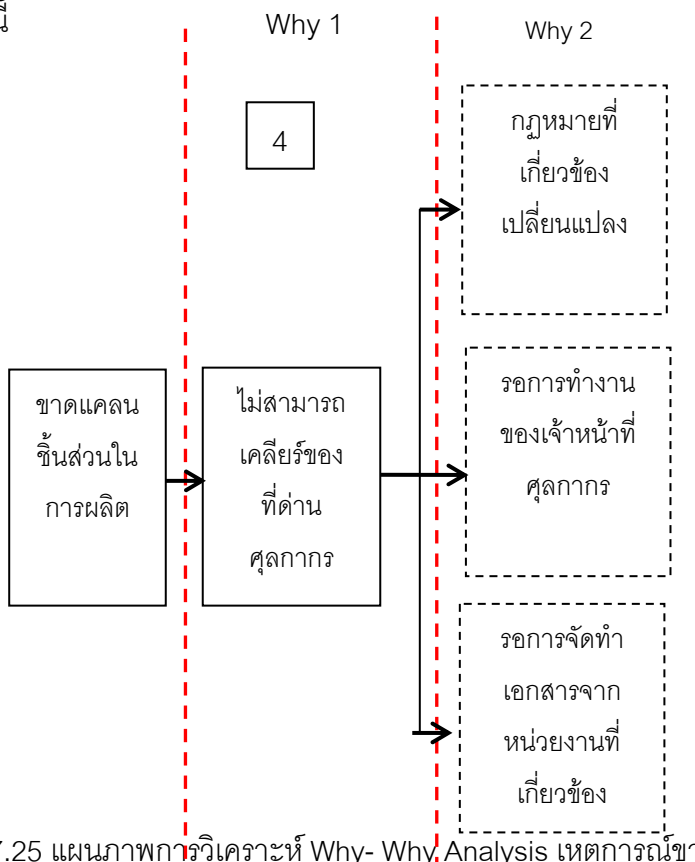 Why 1
Why 2
4
กฎหมายที่
เกี่ยวข้อง
เปลี่ยนแปลง
ขาดแคลน
ชิ้นส่วนใน
การผลิต
ไม่สามารถ
เคลียร์ของ
ที่ด่าน
ศุลกากร
รอการทำงาน
ของเจ้าหน้าที่
ศุลกากร
รอการจัดทำ
เอกสารจาก
หน่วยงานที่
เกี่ยวข้อง
.25 แผนภาพการวิเคราะห์ Why- Why Analysis เหตุการณ์